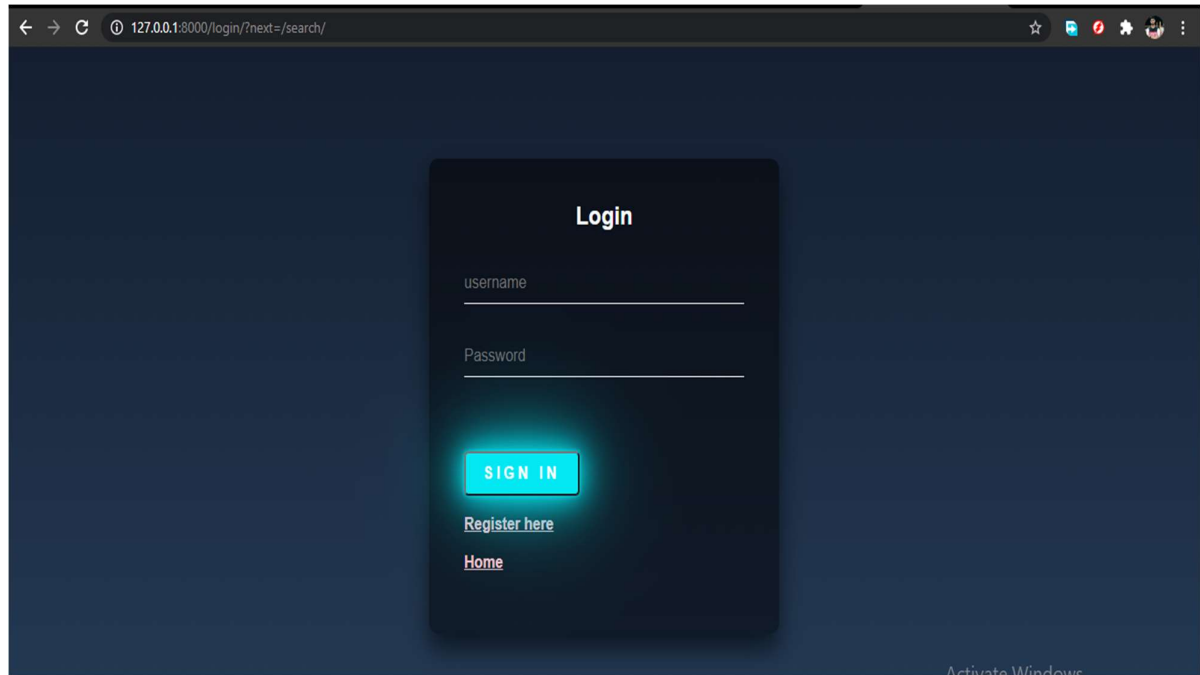 127.0.0.1:8000/login/?next=/search/
Login
username
Password
SIGN IN
Register here
Home
Activate Windows